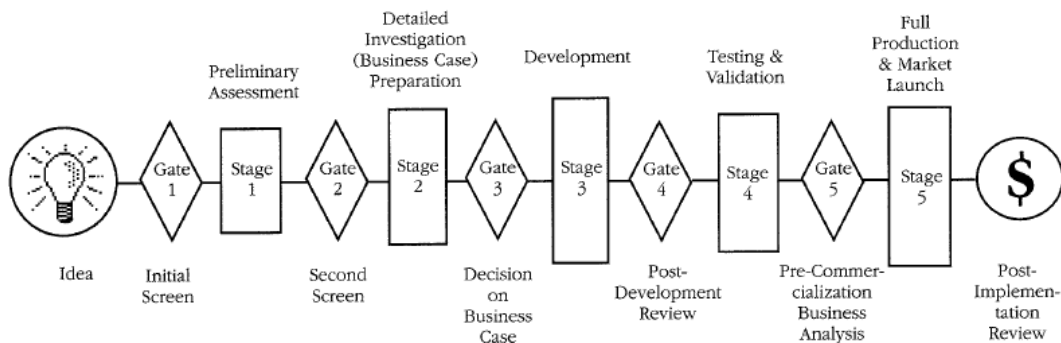 Detailed
Investigation
(Business Case)
Preparation
Full
Production
& Market
Launch
Preliminary
Assessment
Development
Testing &
Validation
Gate
1
Stage
1
Gate
2
Stage
2
Gate
3
Stage
3
Gate
4
Stage
4
Gate
5
Stage
5
$
Idea
Initial
Screen
Second
Screen
Decision
on
Business
Case
Post-
Development
Review
Pre-Commer-
cialization
Business
Analysis
Post-
Implemen-
tation
Review